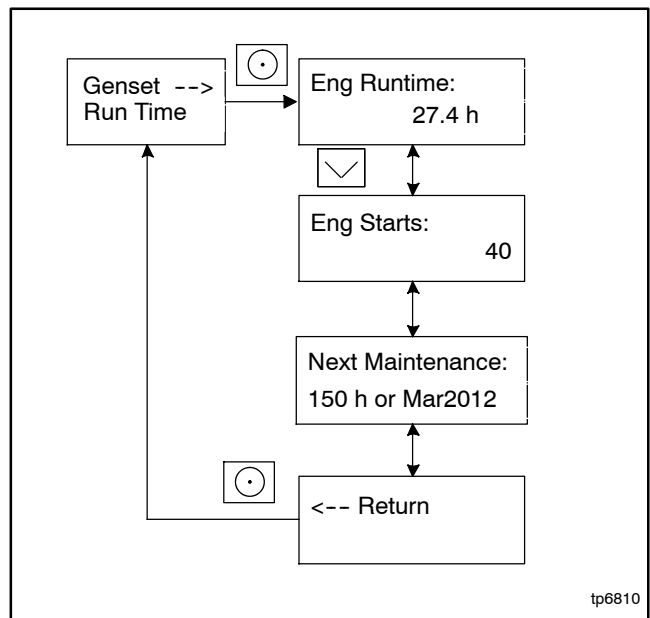 Genset -->
Run Time
Eng Runtime:
27.4 h
Eng Starts:
40
Next Maintenance:
150 h or Mar2012
<-- Return
tp6810